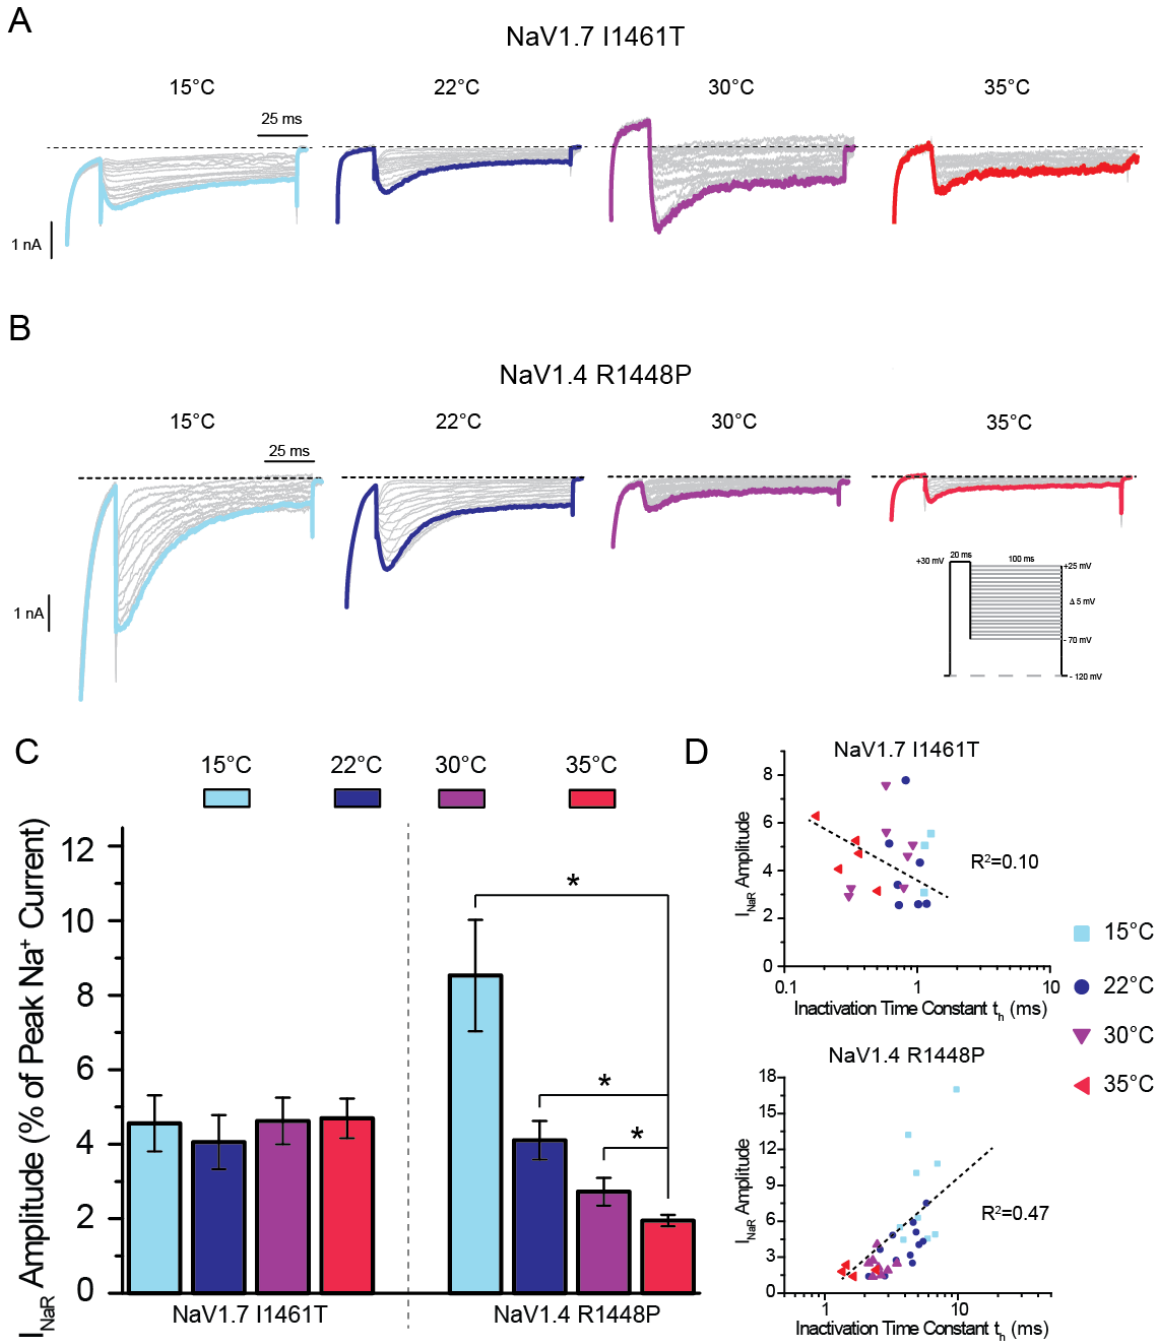 A
NaV1.7 I1461T
15°C 22°C 30°C 35°C
25 ms
1 nA
B
NaV1.4 R1448P
15°C 22°C 30°C 35°C
25 ms
1 nA
20 ms 100 ms
+30 mV +25 mV
Δ 5 mV
- 70 mV
- 120 mV
C
15°C 22°C 30°C 35°C
I_NaR Amplitude (% of Peak Na⁺ Current)
12
10
8
6
4
2
0
*
*
*
NaV1.7 I1461T NaV1.4 R1448P
D
NaV1.7 I1461T
I_NaR Amplitude
8
6
4
2
0
R²=0.10
0.1 1 10
Inactivation Time Constant t_h (ms)
NaV1.4 R1448P
I_NaR Amplitude
18
15
12
9
6
3
0
R²=0.47
1 10
Inactivation Time Constant t_h (ms)
15°C
22°C
30°C
35°C